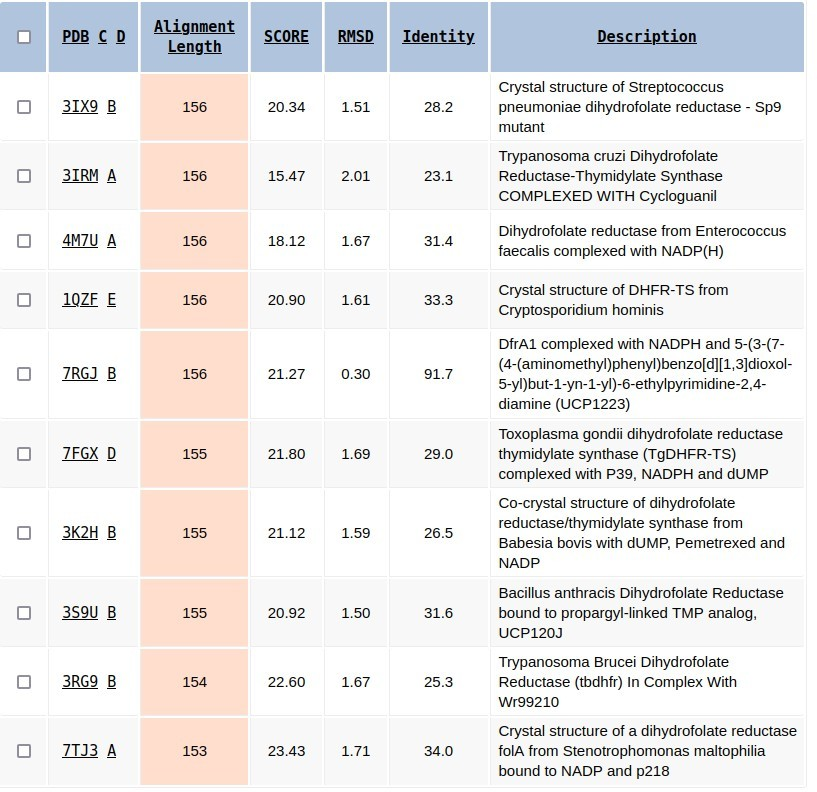 PDB C D Alignment Length SCORE RMSD Identity Description
3IX9 B 156 20.34 1.51 28.2 Crystal structure of Streptococcus
pneumoniae dihydrofolate reductase - Sp9
mutant
3IRM A 156 15.47 2.01 23.1 Trypanosoma cruzi Dihydrofolate
Reductase-Thymidylate Synthase
COMPLEXED WITH Cycloguanil
4M7U A 156 18.12 1.67 31.4 Dihydrofolate reductase from Enterococcus
faecalis complexed with NADP(H)
1QZF E 156 20.90 1.61 33.3 Crystal structure of DHFR-TS from
Cryptosporidium hominis
7RGJ B 156 21.27 0.30 91.7 DfrA1 complexed with NADPH and 5-(3-(7-
(4-(aminomethyl)phenyl)benzo[d][1,3]dioxol-
5-yl)but-1-yn-1-yl)-6-ethylpyrimidine-2,4-
diamine (UCP1223)
7FGX D 155 21.80 1.69 29.0 Toxoplasma gondii dihydrofolate reductase
thymidylate synthase (TgDHFR-TS)
complexed with P39, NADPH and dUMP
3K2H B 155 21.12 1.59 26.5 Co-crystal structure of dihydrofolate
reductase/thymidylate synthase from
Babesia bovis with dUMP, Pemetrexed and
NADP
3S9U B 155 20.92 1.50 31.6 Bacillus anthracis Dihydrofolate Reductase
bound to propargyl-linked TMP analog,
UCP120J
3RG9 B 154 22.60 1.67 25.3 Trypanosoma Brucei Dihydrofolate
Reductase (tbdhfr) In Complex With
Wr99210
7TJ3 A 153 23.43 1.71 34.0 Crystal structure of a dihydrofolate reductase
folA from Stenotrophomonas maltophilia
bound to NADP and p218